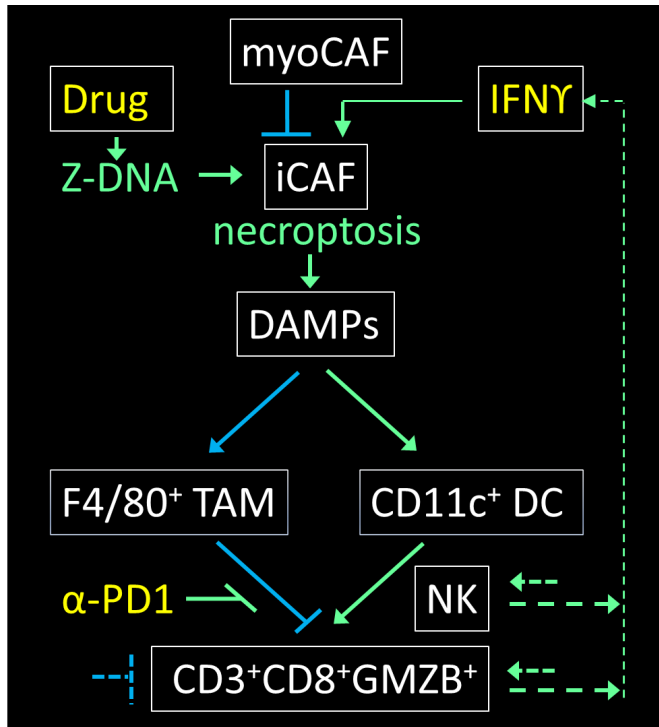 myoCAF
Drug
IFNϒ
Z-DNA
iCAF
necroptosis
DAMPs
F4/80⁺ TAM
CD11c⁺ DC
α-PD1
NK
CD3⁺CD8⁺GMZB⁺